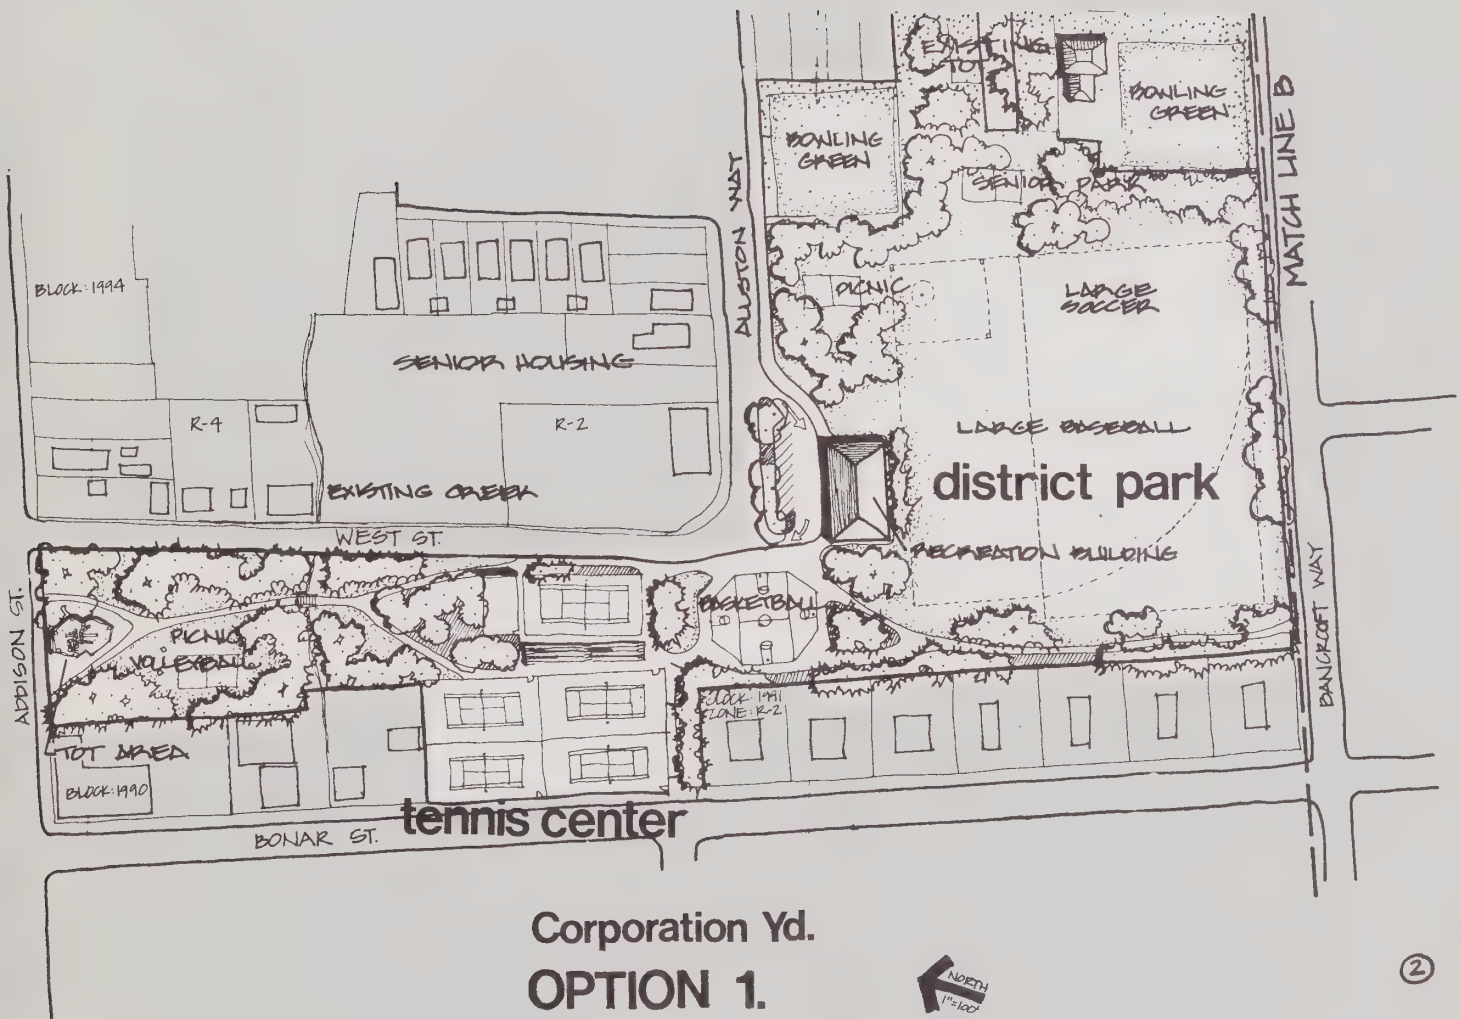 EXISTING
TOT
BOWLING
GREEN
BOWLING
GREEN
SENIOR PARK
ALLSTON WAY
MATCH LINE B
BLOCK: 1994
PICNIC
LARGE
SOCCER
SENIOR HOUSING
R-4
R-2
LARGE BASEBALL
district park
EXISTING CREEK
WEST ST.
RECREATION BUILDING
ADDISON ST.
BASKETBALL
PICNIC
VOLLEYBALL
BANCROFT WAY
BLOCK: 1991
ZONE: R-2
TOT AREA
BLOCK: 1990
tennis center
BONAR ST.
Corporation Yd.
OPTION 1.
NORTH
1"=100'
2